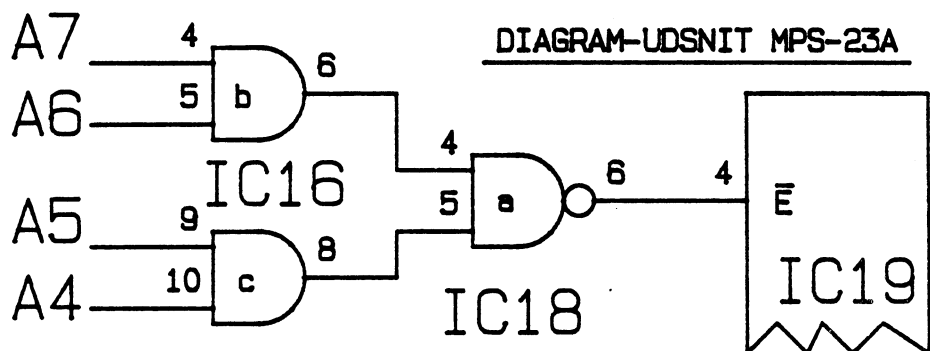 DIAGRAM-UDSNIT MPS-23A
A7
4
6
b
5
A6
IC16
4
6
4
a
5
E̅
A5
9
8
c
10
A4
IC18
IC19